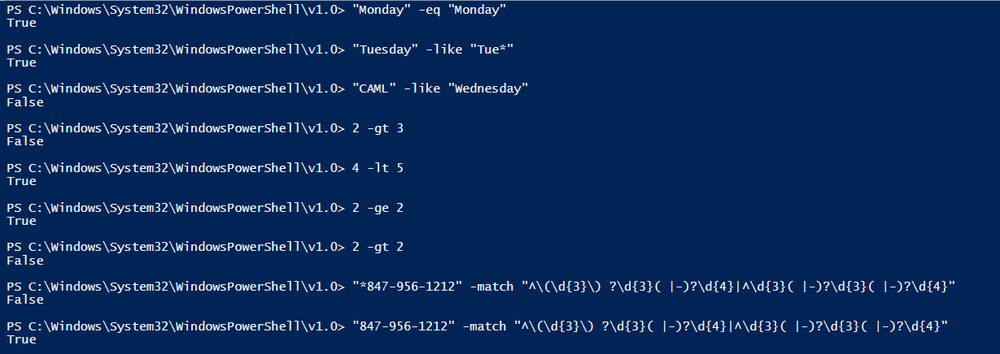 PS C:\Windows\System32\WindowsPowerShell\v1.0> "Monday" -eq "Monday"
True
PS C:\Windows\System32\WindowsPowerShell\v1.0> "Tuesday" -like "Tue*"
True
PS C:\Windows\System32\WindowsPowerShell\v1.0> "CAML" -like "Wednesday"
False
PS C:\Windows\System32\WindowsPowerShell\v1.0> 2 -gt 3
False
PS C:\Windows\System32\WindowsPowerShell\v1.0> 4 -lt 5
True
PS C:\Windows\System32\WindowsPowerShell\v1.0> 2 -ge 2
True
PS C:\Windows\System32\WindowsPowerShell\v1.0> 2 -gt 2
False
PS C:\Windows\System32\WindowsPowerShell\v1.0> "*847-956-1212" -match "^\(\d{3}\) ?\d{3}( |-)?\d{4}|^\d{3}( |-)?\d{3}( |-)?\d{4}"
False
PS C:\Windows\System32\WindowsPowerShell\v1.0> "847-956-1212" -match "^\(\d{3}\) ?\d{3}( |-)?\d{4}|^\d{3}( |-)?\d{3}( |-)?\d{4}"
True